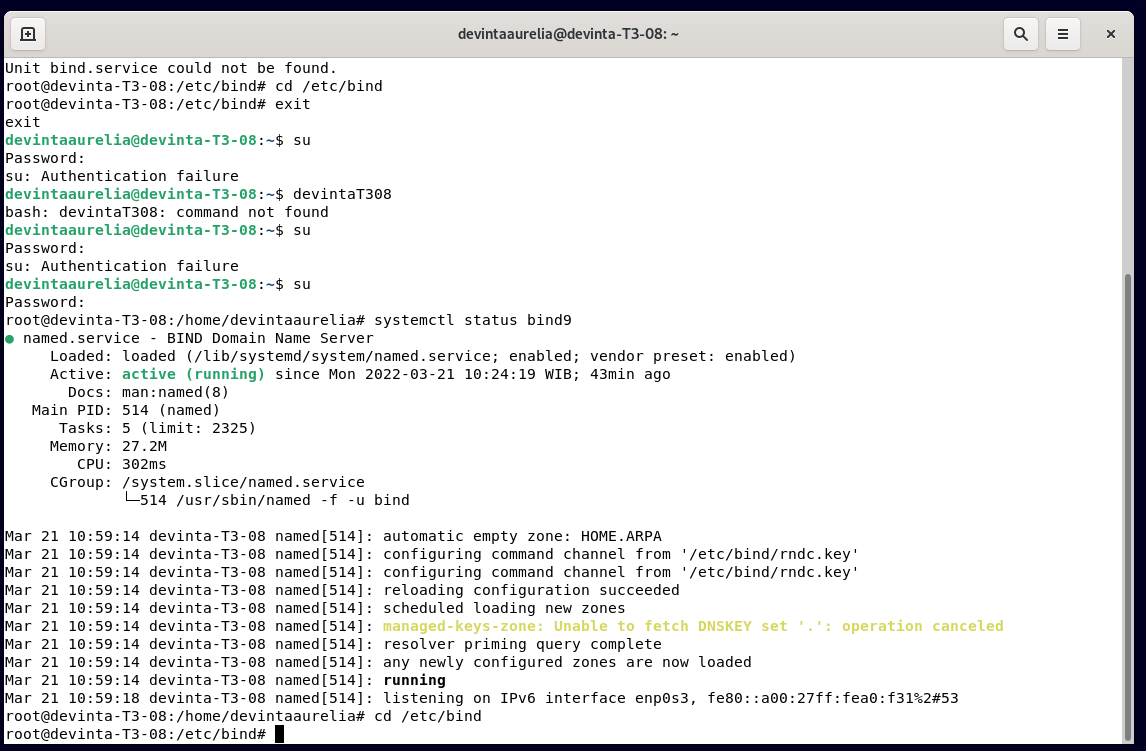 devintaaurelia@devinta-T3-08: ~
Unit bind.service could not be found.
root@devinta-T3-08:/etc/bind# cd /etc/bind
root@devinta-T3-08:/etc/bind# exit
exit
devintaaurelia@devinta-T3-08:~$ su
Password:
su: Authentication failure
devintaaurelia@devinta-T3-08:~$ devintaT308
bash: devintaT308: command not found
devintaaurelia@devinta-T3-08:~$ su
Password:
su: Authentication failure
devintaaurelia@devinta-T3-08:~$ su
Password:
root@devinta-T3-08:/home/devintaaurelia# systemctl status bind9
● named.service - BIND Domain Name Server
     Loaded: loaded (/lib/systemd/system/named.service; enabled; vendor preset: enabled)
     Active: active (running) since Mon 2022-03-21 10:24:19 WIB; 43min ago
       Docs: man:named(8)
   Main PID: 514 (named)
      Tasks: 5 (limit: 2325)
     Memory: 27.2M
        CPU: 302ms
     CGroup: /system.slice/named.service
             └─514 /usr/sbin/named -f -u bind
Mar 21 10:59:14 devinta-T3-08 named[514]: automatic empty zone: HOME.ARPA
Mar 21 10:59:14 devinta-T3-08 named[514]: configuring command channel from '/etc/bind/rndc.key'
Mar 21 10:59:14 devinta-T3-08 named[514]: configuring command channel from '/etc/bind/rndc.key'
Mar 21 10:59:14 devinta-T3-08 named[514]: reloading configuration succeeded
Mar 21 10:59:14 devinta-T3-08 named[514]: scheduled loading new zones
Mar 21 10:59:14 devinta-T3-08 named[514]: managed-keys-zone: Unable to fetch DNSKEY set '.': operation canceled
Mar 21 10:59:14 devinta-T3-08 named[514]: resolver priming query complete
Mar 21 10:59:14 devinta-T3-08 named[514]: any newly configured zones are now loaded
Mar 21 10:59:14 devinta-T3-08 named[514]: running
Mar 21 10:59:18 devinta-T3-08 named[514]: listening on IPv6 interface enp0s3, fe80::a00:27ff:fea0:f31%2#53
root@devinta-T3-08:/home/devintaaurelia# cd /etc/bind
root@devinta-T3-08:/etc/bind#